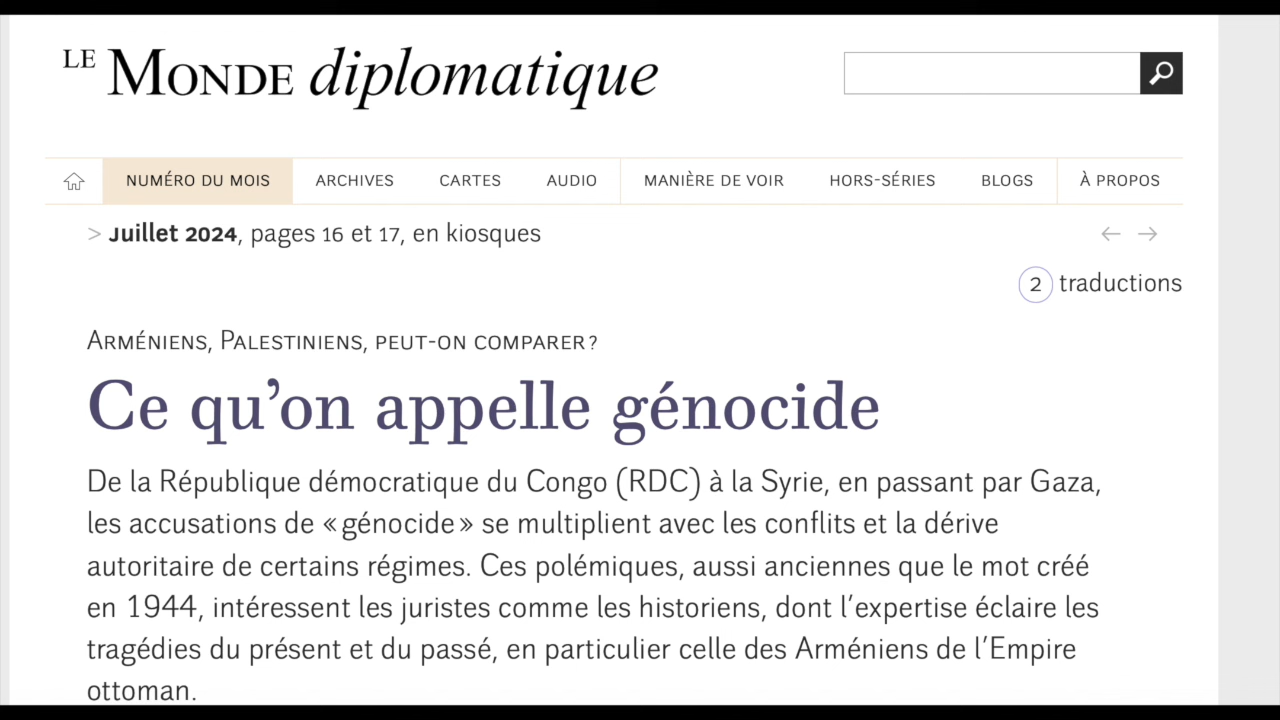 LE MONDE diplomatique
NUMÉRO DU MOIS ARCHIVES CARTES AUDIO MANIÈRE DE VOIR HORS-SÉRIES BLOGS À PROPOS
> Juillet 2024, pages 16 et 17, en kiosques ← →
2 traductions
ARMÉNIENS, PALESTINIENS, PEUT-ON COMPARER ?
Ce qu’on appelle génocide
De la République démocratique du Congo (RDC) à la Syrie, en passant par Gaza,
les accusations de « génocide » se multiplient avec les conflits et la dérive
autoritaire de certains régimes. Ces polémiques, aussi anciennes que le mot créé
en 1944, intéressent les juristes comme les historiens, dont l’expertise éclaire les
tragédies du présent et du passé, en particulier celle des Arméniens de l’Empire
ottoman.